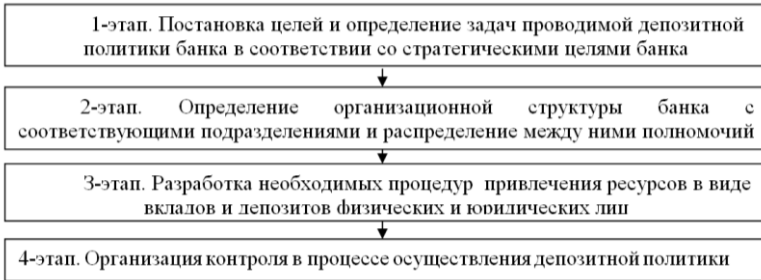 1-этап. Постановка целей и определение задач проводимой депозитной
политики банка в соответствии со стратегическими целями банка
2-этап. Определение организационной структуры банка с
соответствующими подразделениями и распределение между ними полномочий
3-этап. Разработка необходимых процедур привлечения ресурсов в виде
вкладов и депозитов физических и юридических лиц
4-этап. Организация контроля в процессе осуществления депозитной политики